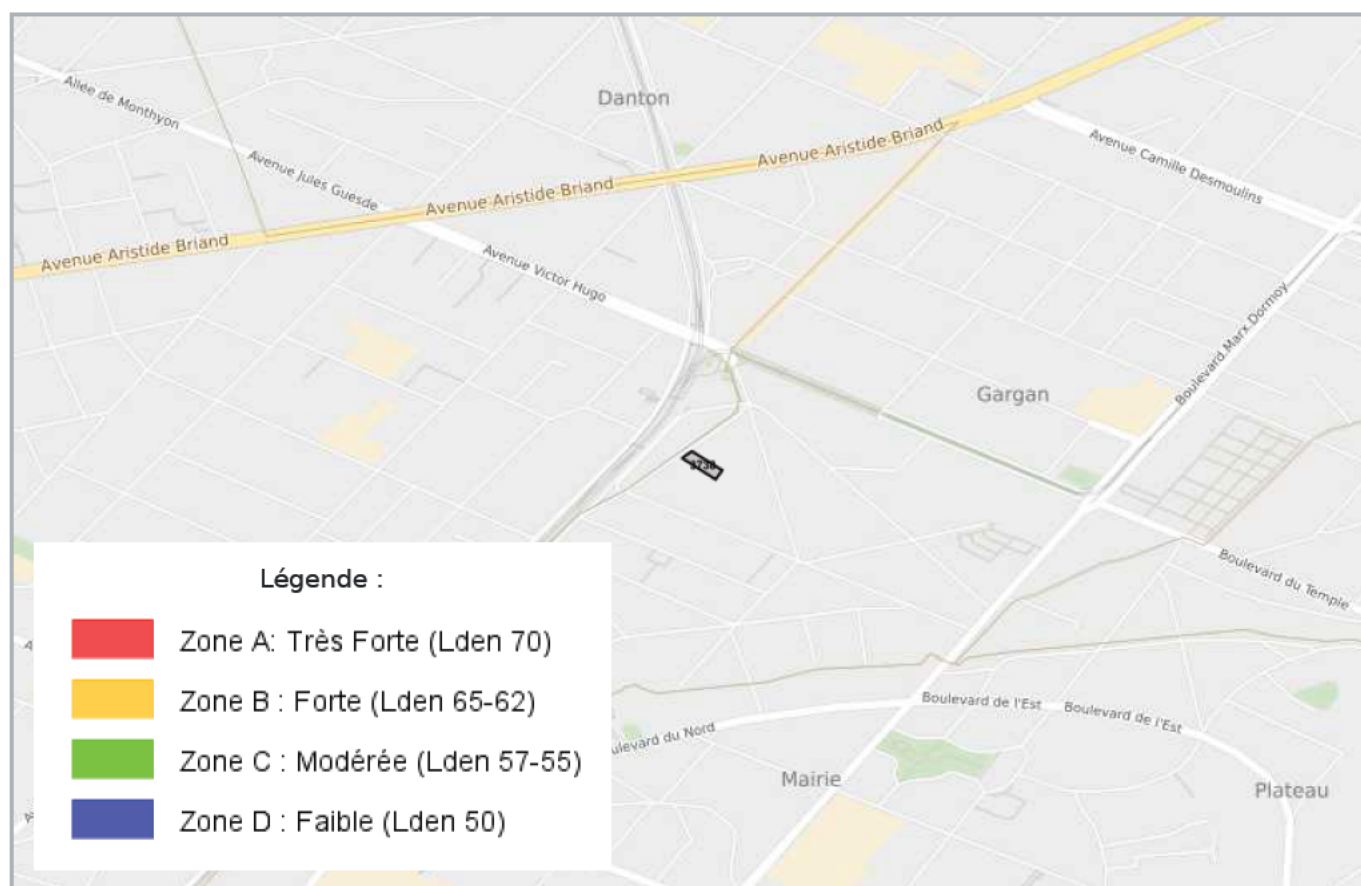 Danton
Allée de Monthyon
Avenue Aristide Briand
Avenue Camille Desmoulins
Avenue Jules Guesde
Avenue Aristide Briand
Avenue Aristide Briand
Avenue Victor Hugo
Boulevard Marx Dormoy
Gargan
Légende :
Zone A: Très Forte (Lden 70)
Zone B : Forte (Lden 65-62)
Zone C : Modérée (Lden 57-55)
Zone D : Faible (Lden 50)
Boulevard du Temple
Boulevard de l'Est
Boulevard de l'Est
du Nord
Mairie
Plateau